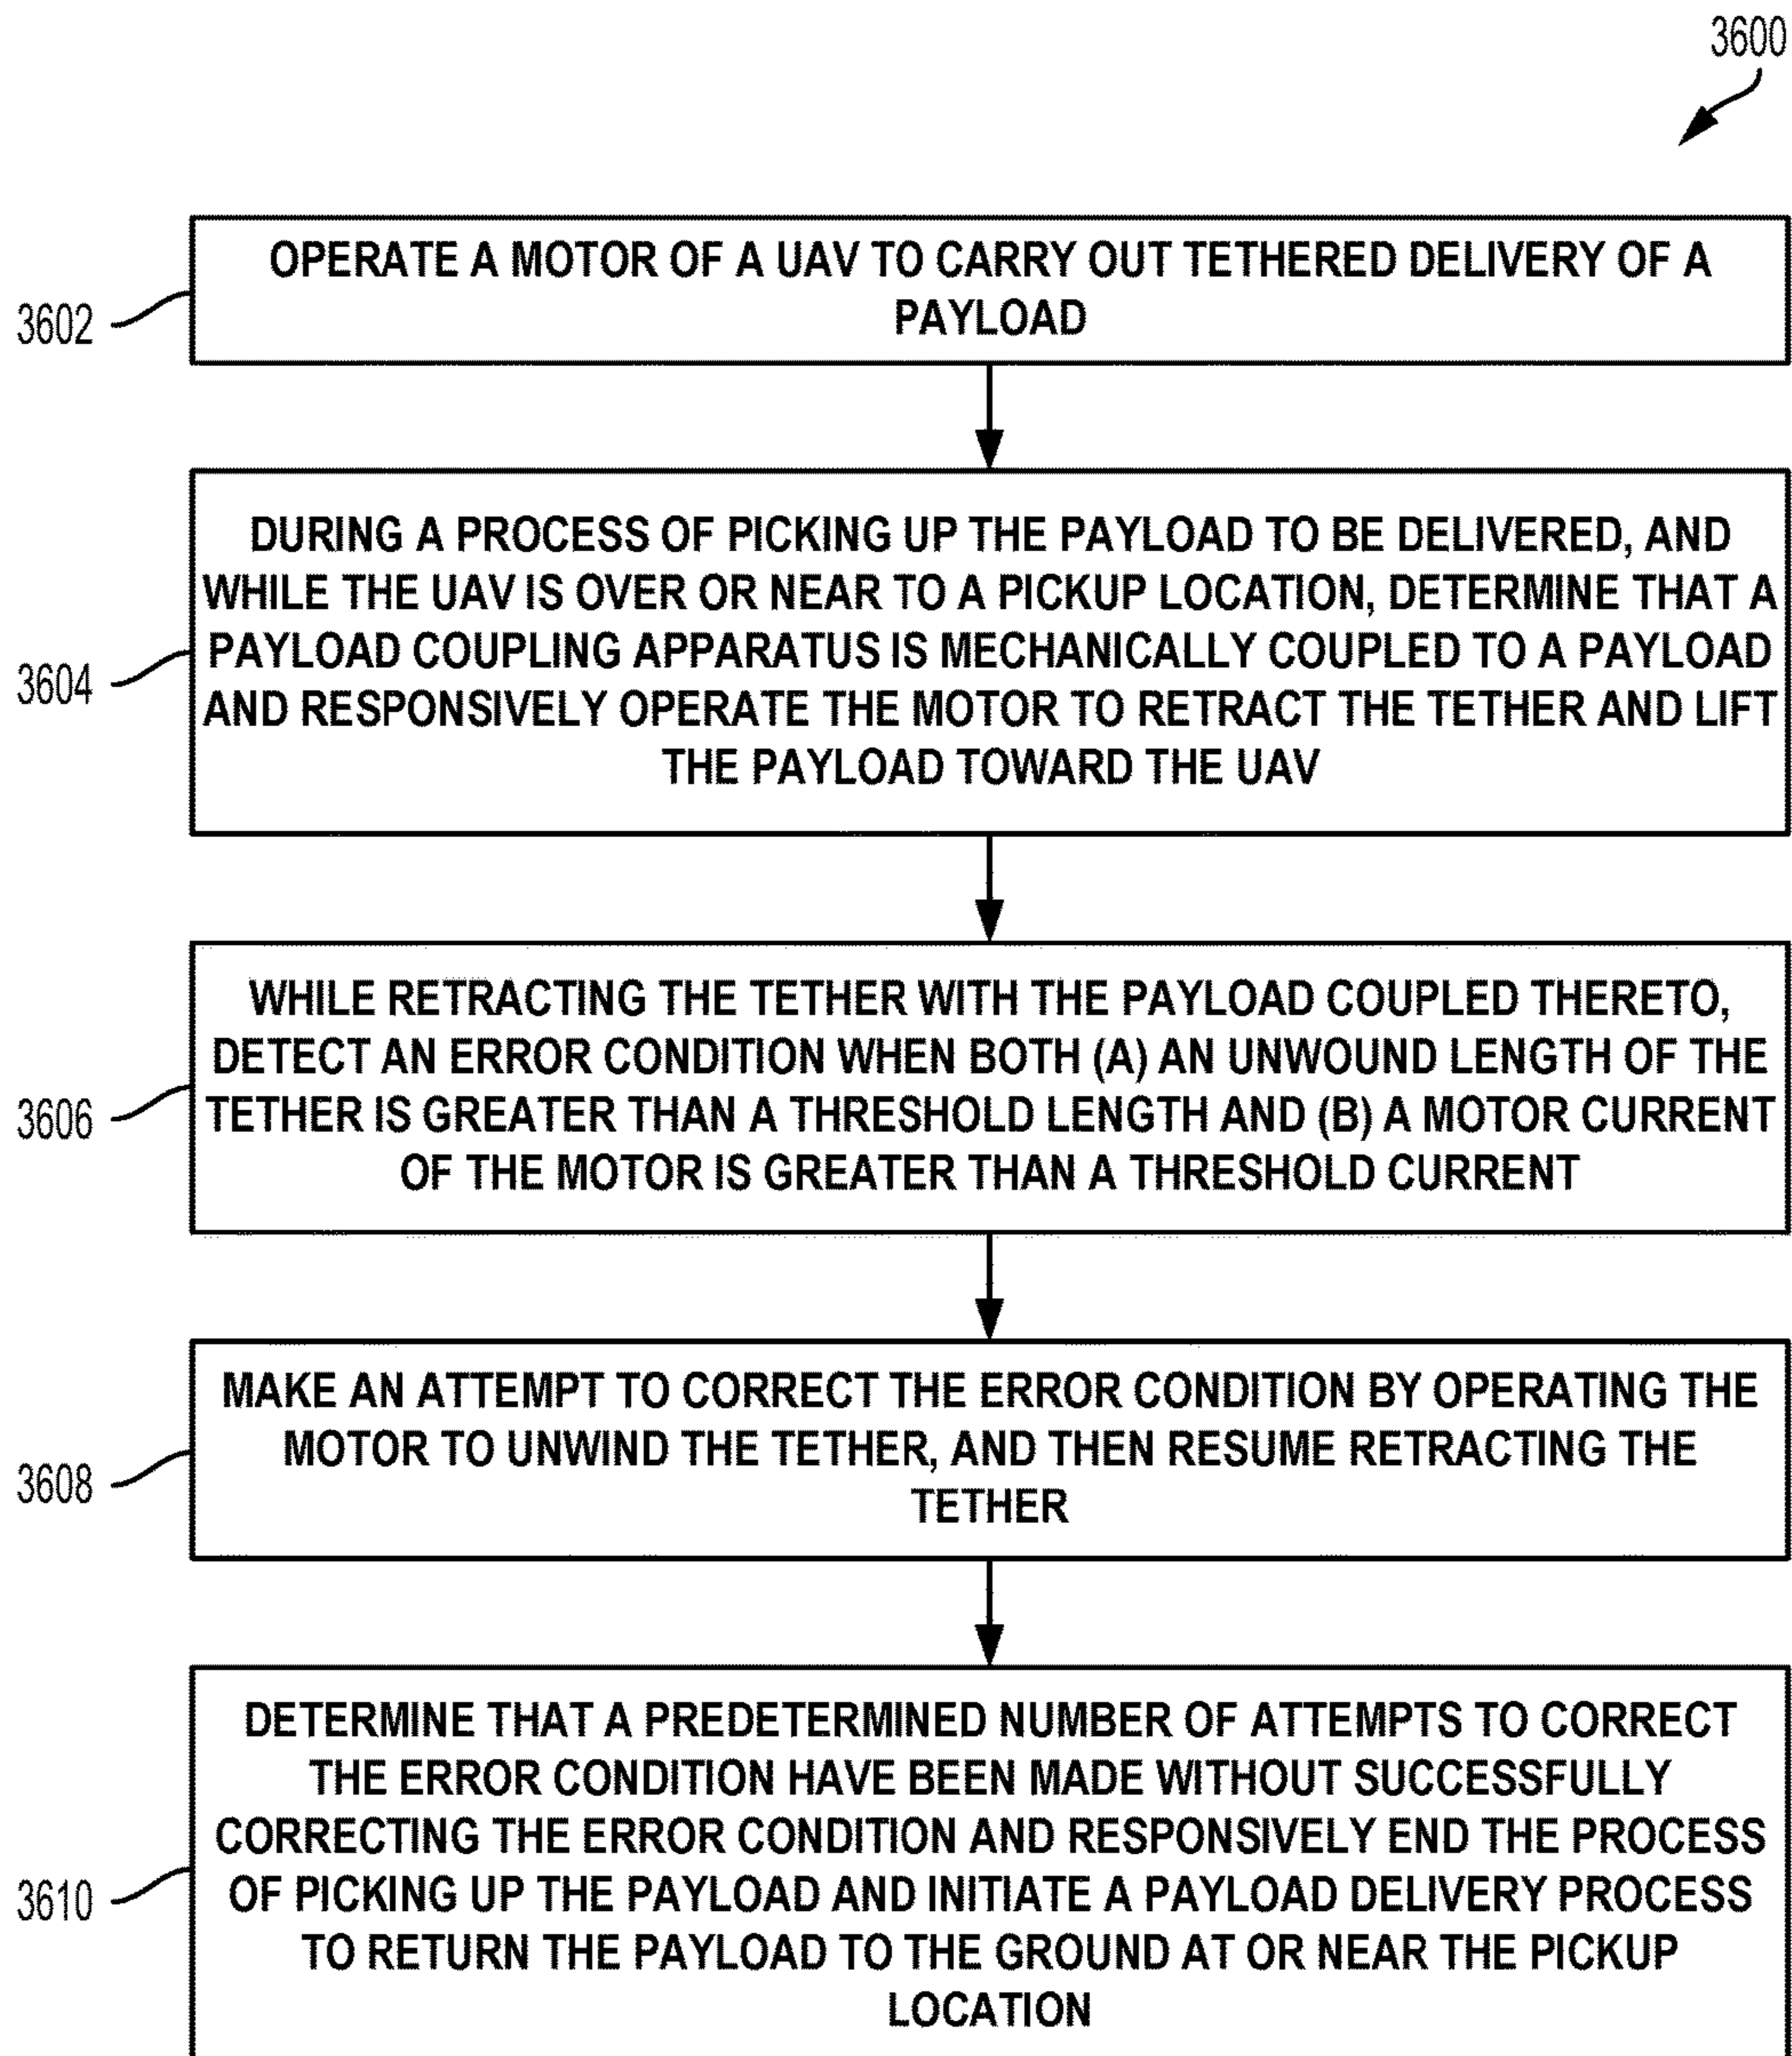 3600
OPERATE A MOTOR OF A UAV TO CARRY OUT TETHERED DELIVERY OF A
PAYLOAD
3602
DURING A PROCESS OF PICKING UP THE PAYLOAD TO BE DELIVERED, AND
WHILE THE UAV IS OVER OR NEAR TO A PICKUP LOCATION, DETERMINE THAT A
PAYLOAD COUPLING APPARATUS IS MECHANICALLY COUPLED TO A PAYLOAD
AND RESPONSIVELY OPERATE THE MOTOR TO RETRACT THE TETHER AND LIFT
THE PAYLOAD TOWARD THE UAV
3604
WHILE RETRACTING THE TETHER WITH THE PAYLOAD COUPLED THERETO,
DETECT AN ERROR CONDITION WHEN BOTH (A) AN UNWOUND LENGTH OF THE
TETHER IS GREATER THAN A THRESHOLD LENGTH AND (B) A MOTOR CURRENT
OF THE MOTOR IS GREATER THAN A THRESHOLD CURRENT
3606
MAKE AN ATTEMPT TO CORRECT THE ERROR CONDITION BY OPERATING THE
MOTOR TO UNWIND THE TETHER, AND THEN RESUME RETRACTING THE
TETHER
3608
DETERMINE THAT A PREDETERMINED NUMBER OF ATTEMPTS TO CORRECT
THE ERROR CONDITION HAVE BEEN MADE WITHOUT SUCCESSFULLY
CORRECTING THE ERROR CONDITION AND RESPONSIVELY END THE PROCESS
OF PICKING UP THE PAYLOAD AND INITIATE A PAYLOAD DELIVERY PROCESS
TO RETURN THE PAYLOAD TO THE GROUND AT OR NEAR THE PICKUP
LOCATION
3610